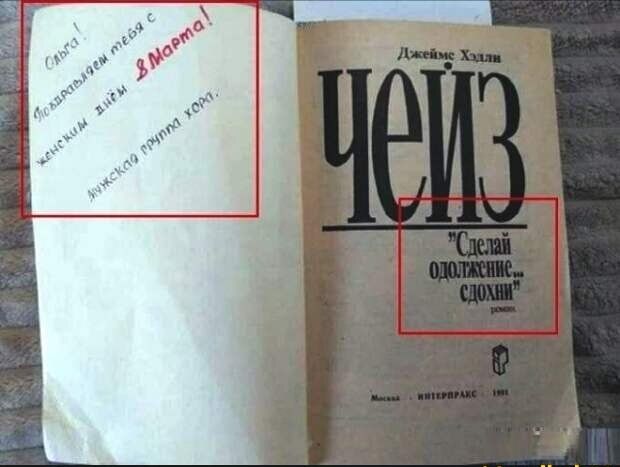 Ольга!
Поздравляем тебя с
женским днём 8 Марта!
Мужская группа хора.
Джеймс Хэдли
Чейз
"Сделай
одолжение...
сдохни"
роман
Москва · ИНТЕРПРАКС ·